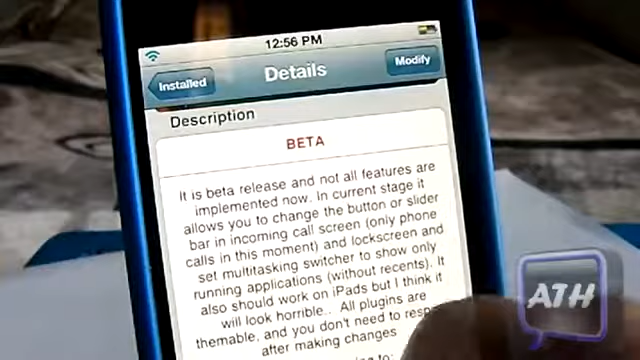 12:56 PM
Installed
Details
Modify
Description
BETA
It is beta release and not all features are
implemented now. In current stage it
allows you to change the button or slider
bar in incoming call screen (only phone
calls in this moment) and lockscreen and
set multitasking switcher to show only
running applications (without recents). It
also should work on iPads but I think it
will look horrible.. All plugins are
themable, and you don't need to resp
after making changes
to:
ATH